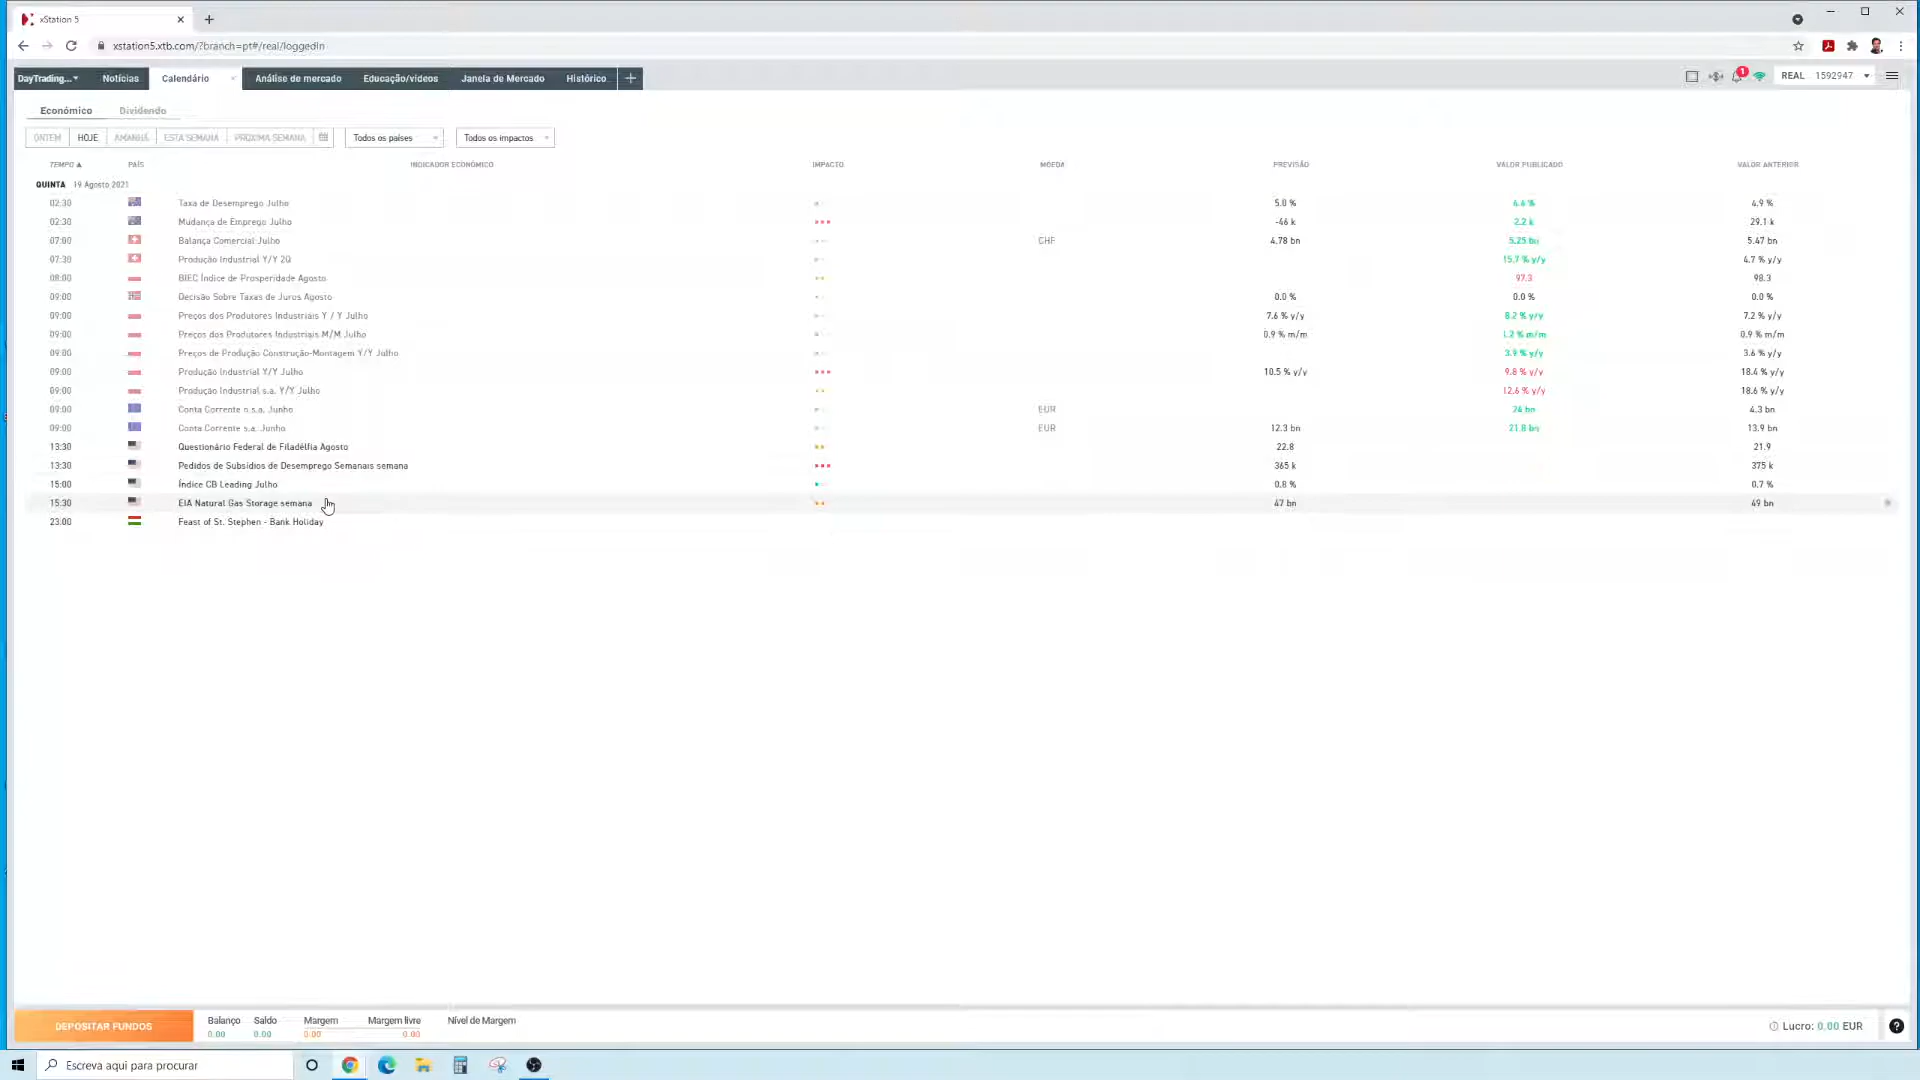 xStation 5
xstation5.xtb.com/?branch=pt#/real/loggedIn
DayTrading... Notícias Calendário Análise de mercado Educação/vídeos Janela de Mercado Histórico
1 REAL 1592947
Económico Dividendo
ONTEM HOJE AMANHÃ ESTA SEMANA PRÓXIMA SEMANA Todos os países Todos os impactos
TEMPO ▲ PAÍS INDICADOR ECONÓMICO IMPACTO MOEDA PREVISÃO VALOR PUBLICADO VALOR ANTERIOR
QUINTA 19 Agosto 2021
02:30 Taxa de Desemprego Julho 5.0 % 4.6 % 4.9 %
02:30 Mudança de Emprego Julho -46 k 2.2 k 29.1 k
07:00 Balança Comercial Julho CHF 4.78 bn 5.25 bn 5.47 bn
07:30 Produção Industrial Y/Y 2Q 15.7 % y/y 4.7 % y/y
08:00 BIEC Índice de Prosperidade Agosto 97.3 98.3
09:00 Decisão Sobre Taxas de Juros Agosto 0.0 % 0.0 % 0.0 %
09:00 Preços dos Produtores Industriais Y / Y Julho 7.6 % y/y 8.2 % y/y 7.2 % y/y
09:00 Preços dos Produtores Industriais M/M Julho 0.9 % m/m 1.2 % m/m 0.9 % m/m
09:00 Preços de Produção Construção-Montagem Y/Y Julho 3.9 % y/y 3.6 % y/y
09:00 Produção Industrial Y/Y Julho 10.5 % y/y 9.8 % y/y 18.4 % y/y
09:00 Produção Industrial s.a. Y/Y Julho 12.6 % y/y 18.6 % y/y
09:00 Conta Corrente n.s.a. Junho EUR 24 bn 4.3 bn
09:00 Conta Corrente s.a. Junho EUR 12.3 bn 21.8 bn 13.9 bn
13:30 Questionário Federal de Filadélfia Agosto 22.8 21.9
13:30 Pedidos de Subsídios de Desemprego Semanais semana 365 k 375 k
15:00 Índice CB Leading Julho 0.8 % 0.7 %
15:30 EIA Natural Gas Storage semana 47 bn 49 bn
23:00 Feast of St. Stephen - Bank Holiday
DEPOSITAR FUNDOS Balanço Saldo Margem Margem livre Nível de Margem
0.00 0.00 0.00 0.00
Lucro: 0.00 EUR
Escreva aqui para procurar